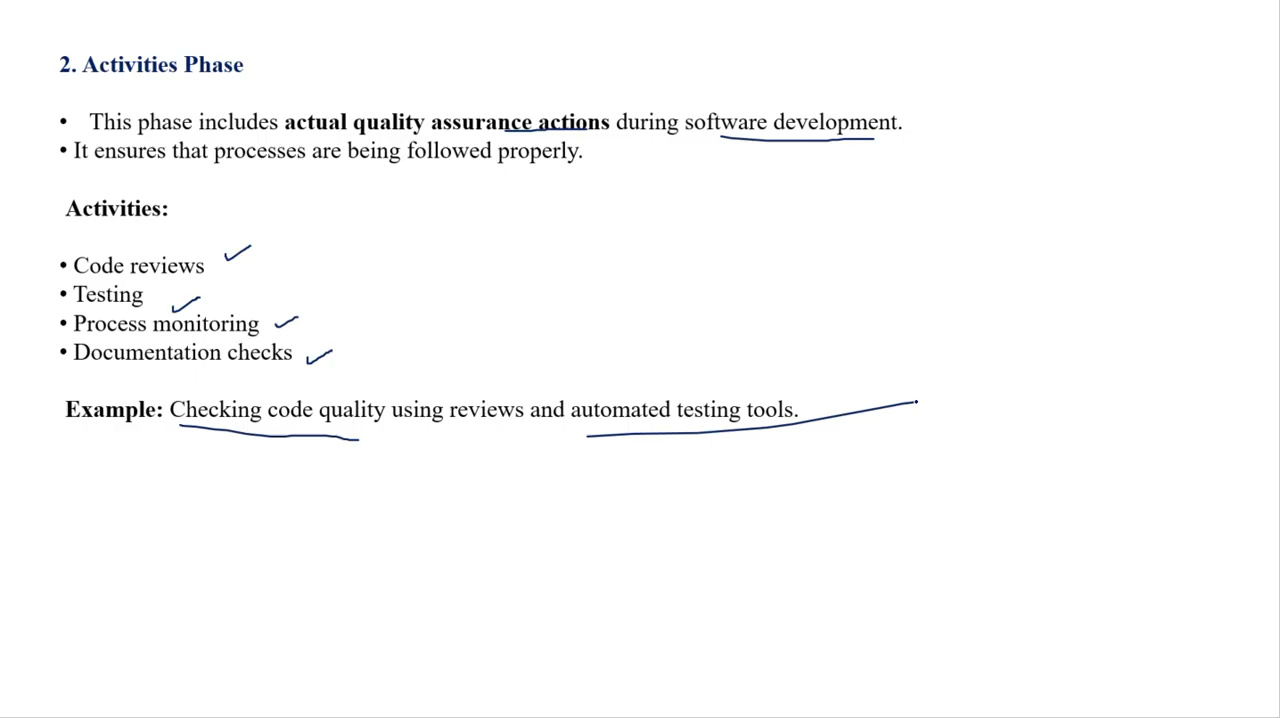 2. Activities Phase
• This phase includes actual quality assurance actions during software development.
• It ensures that processes are being followed properly.
Activities:
• Code reviews
• Testing
• Process monitoring
• Documentation checks
Example: Checking code quality using reviews and automated testing tools.